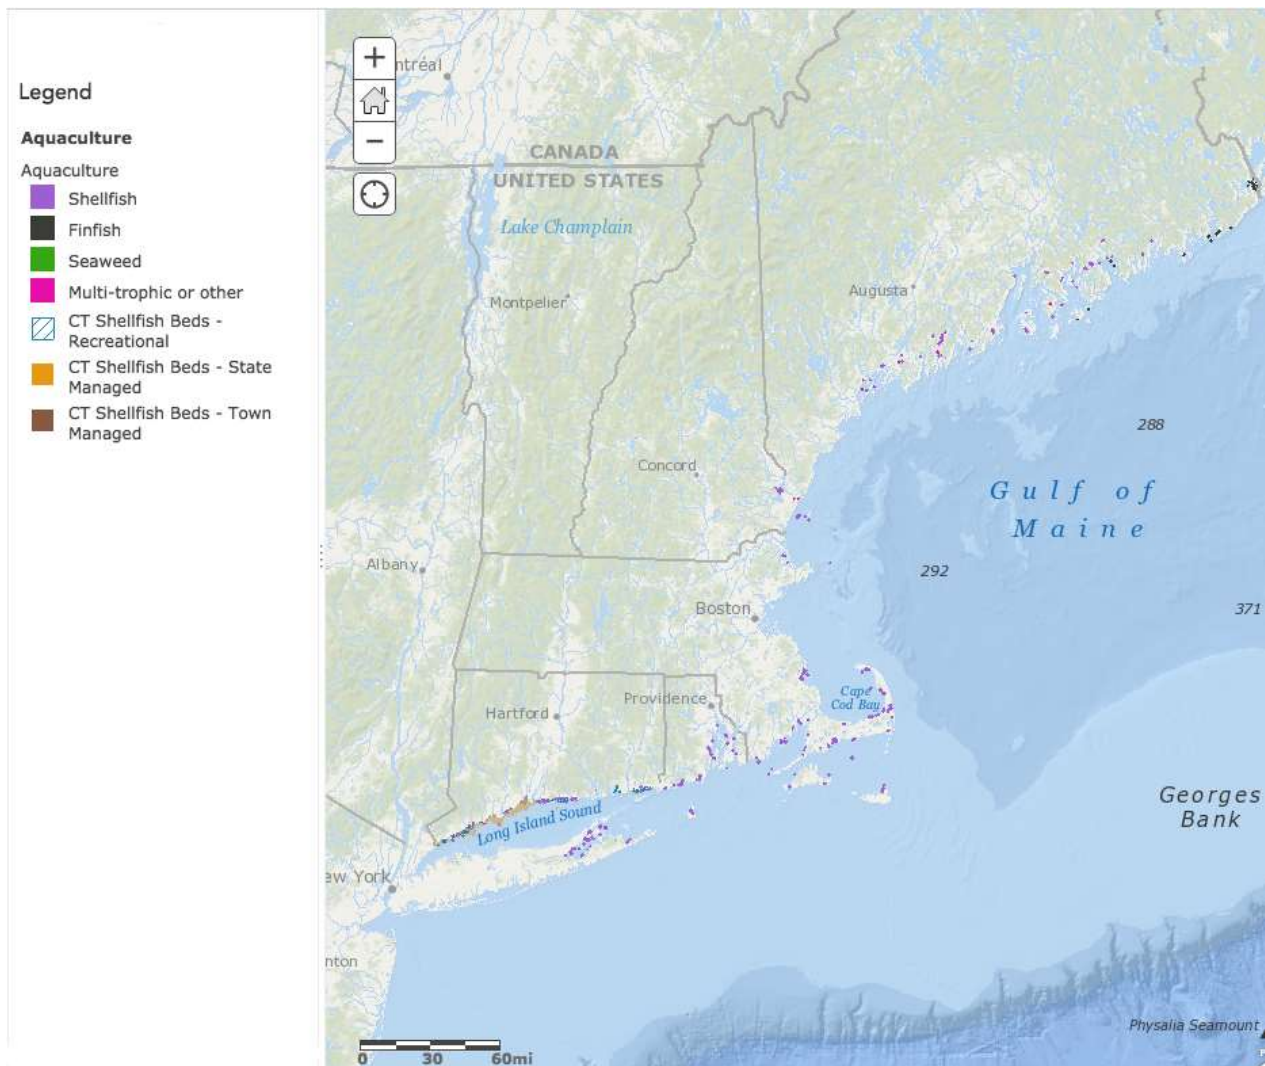 Legend
Aquaculture
Aquaculture
Shellfish
Finfish
Seaweed
Multi-trophic or other
CT Shellfish Beds -
Recreational
CT Shellfish Beds - State
Managed
CT Shellfish Beds - Town
Managed
+
−
ntréal
CANADA
UNITED STATES
Lake Champlain
Montpelier
Augusta
288
Concord
Gulf of
Maine
Albany
292
Boston
371
Providence
Cape
Cod Bay
Hartford
Georges
Bank
Long Island Sound
ew York
nton
Physalia Seamount
0 30 60mi